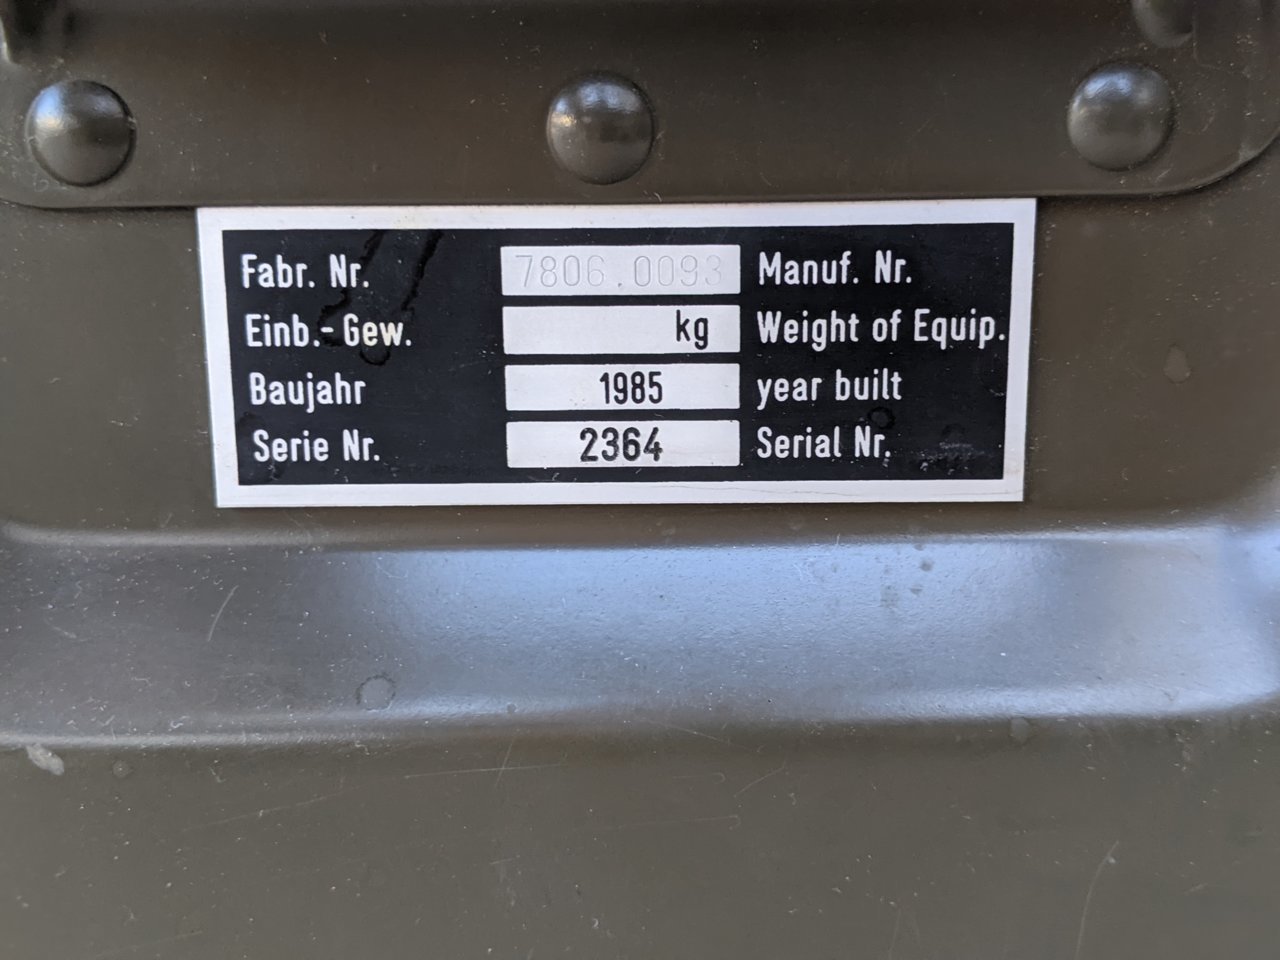 Fabr. Nr. 7806.0093 Manuf. Nr.
Einb.- Gew. kg Weight of Equip.
Baujahr 1985 year built
Serie Nr. 2364 Serial Nr.